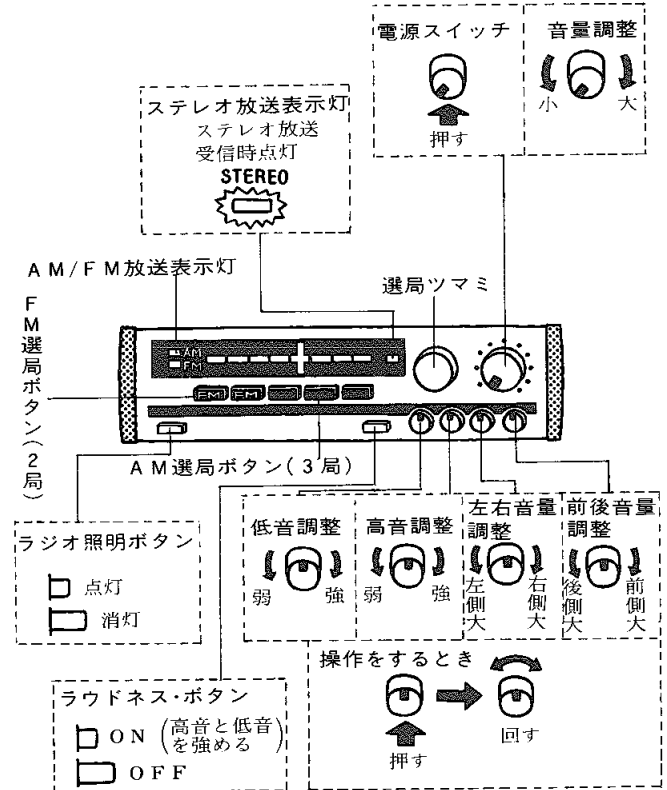 電源スイッチ
押す
音量調整
小 大
ステレオ放送表示灯
ステレオ放送
受信時点灯
STEREO
AM/FM放送表示灯
選局ツマミ
FM選局ボタン(2局)
AM
FM
FM FM
AM選局ボタン(3局)
ラジオ照明ボタン
点灯
消灯
低音調整
弱 強
高音調整
弱 強
左右音量
調整
左側大 右側大
前後音量
調整
後側大 前側大
操作をするとき
押す
回す
ラウドネス・ボタン
ON (高音と低音
を強める)
OFF